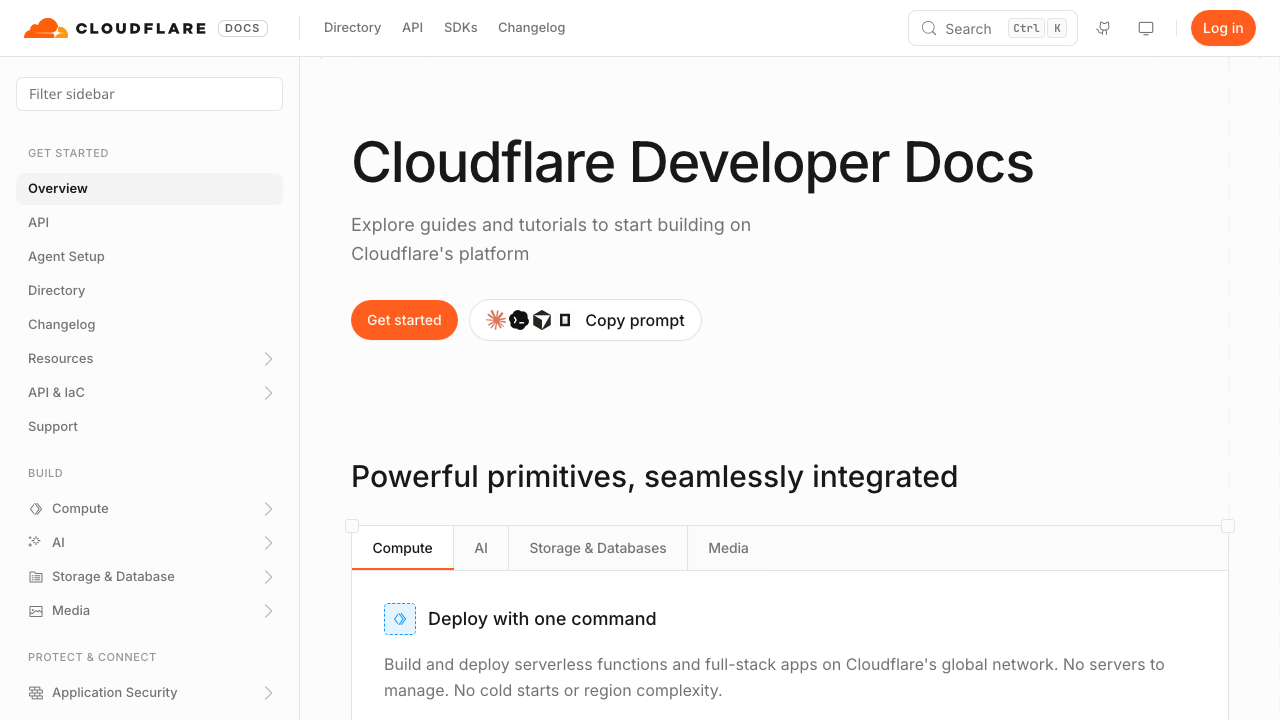 CLOUDFLARE DOCS
Directory API SDKs Changelog
Search Ctrl K
Log in
Filter sidebar
GET STARTED
Overview
API
Agent Setup
Directory
Changelog
Resources
API & IaC
Support
BUILD
Compute
AI
Storage & Database
Media
PROTECT & CONNECT
Application Security
Cloudflare Developer Docs
Explore guides and tutorials to start building on
Cloudflare's platform
Get started Copy prompt
Powerful primitives, seamlessly integrated
Compute AI Storage & Databases Media
Deploy with one command
Build and deploy serverless functions and full-stack apps on Cloudflare's global network. No servers to
manage. No cold starts or region complexity.